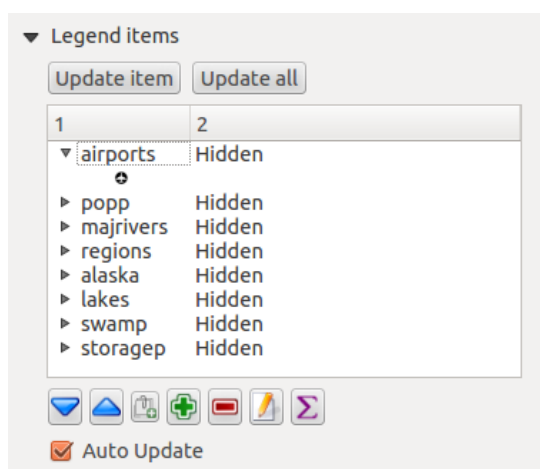 Legend items
Update item Update all
1 2
airports Hidden
popp Hidden
majrivers Hidden
regions Hidden
alaska Hidden
lakes Hidden
swamp Hidden
storagep Hidden
Σ
Auto Update